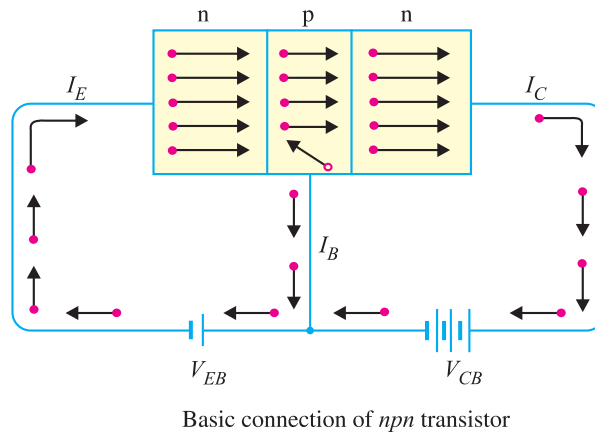 n p n
I_E I_C
I_B
V_EB V_CB
Basic connection of npn transistor